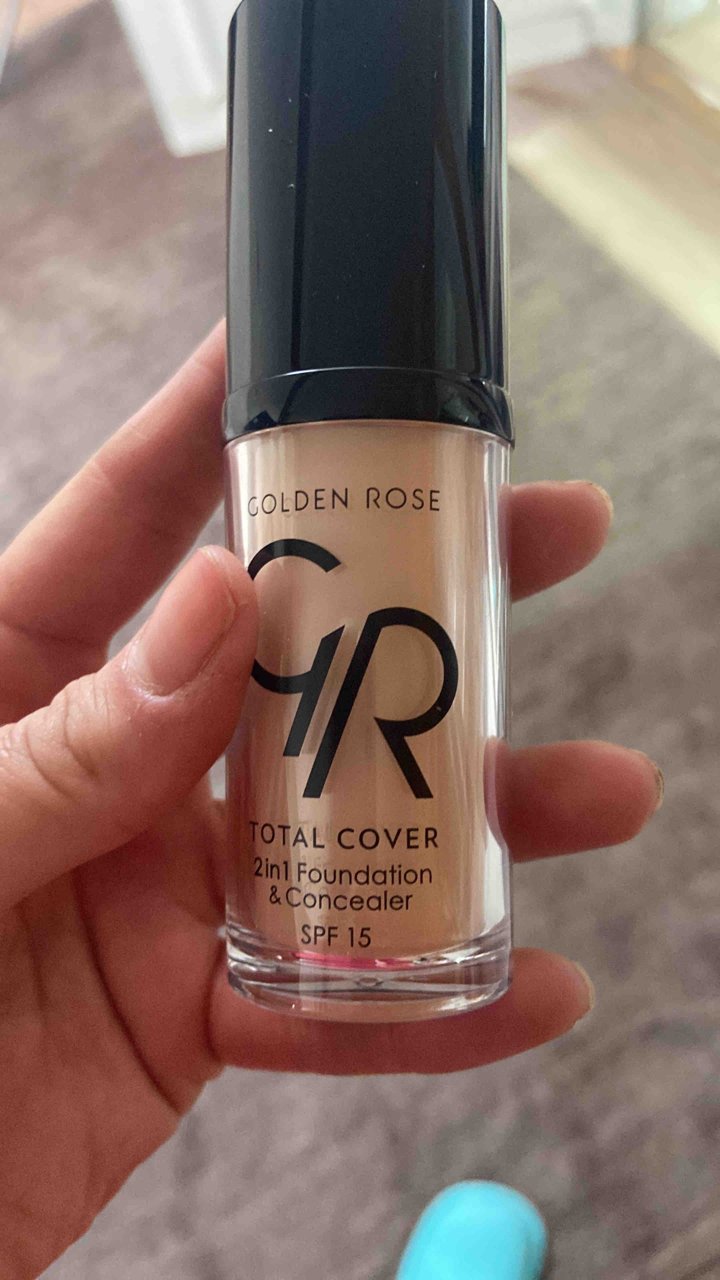 GOLDEN ROSE
GR
TOTAL COVER
2in1 Foundation
& Concealer
SPF 15